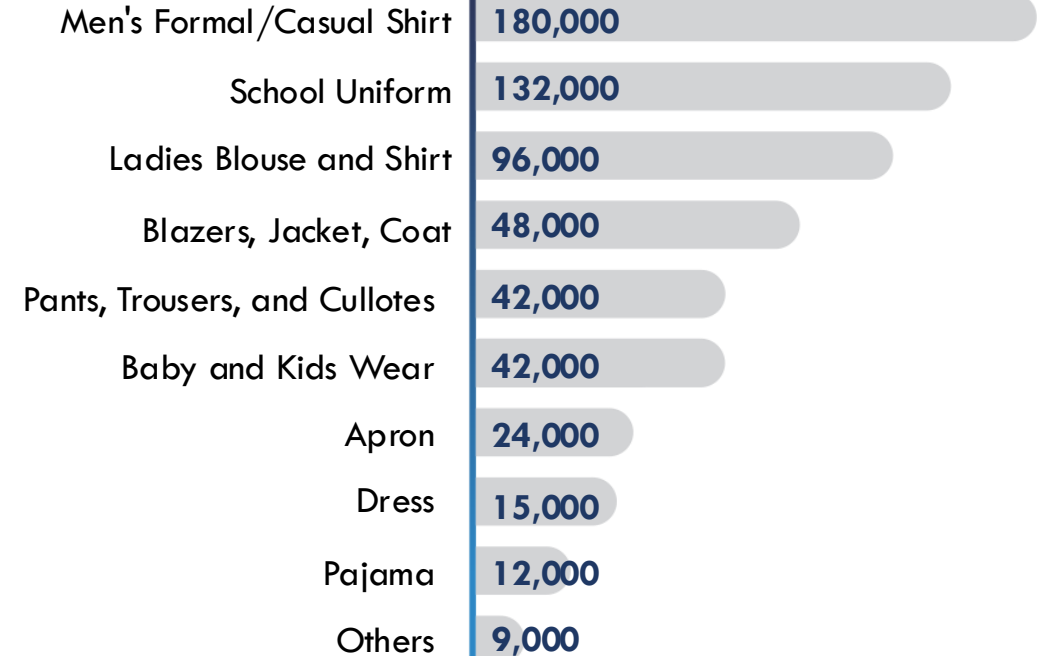 Men's Formal/Casual Shirt 180,000
School Uniform 132,000
Ladies Blouse and Shirt 96,000
Blazers, Jacket, Coat 48,000
Pants, Trousers, and Cullotes 42,000
Baby and Kids Wear 42,000
Apron 24,000
Dress 15,000
Pajama 12,000
Others 9,000